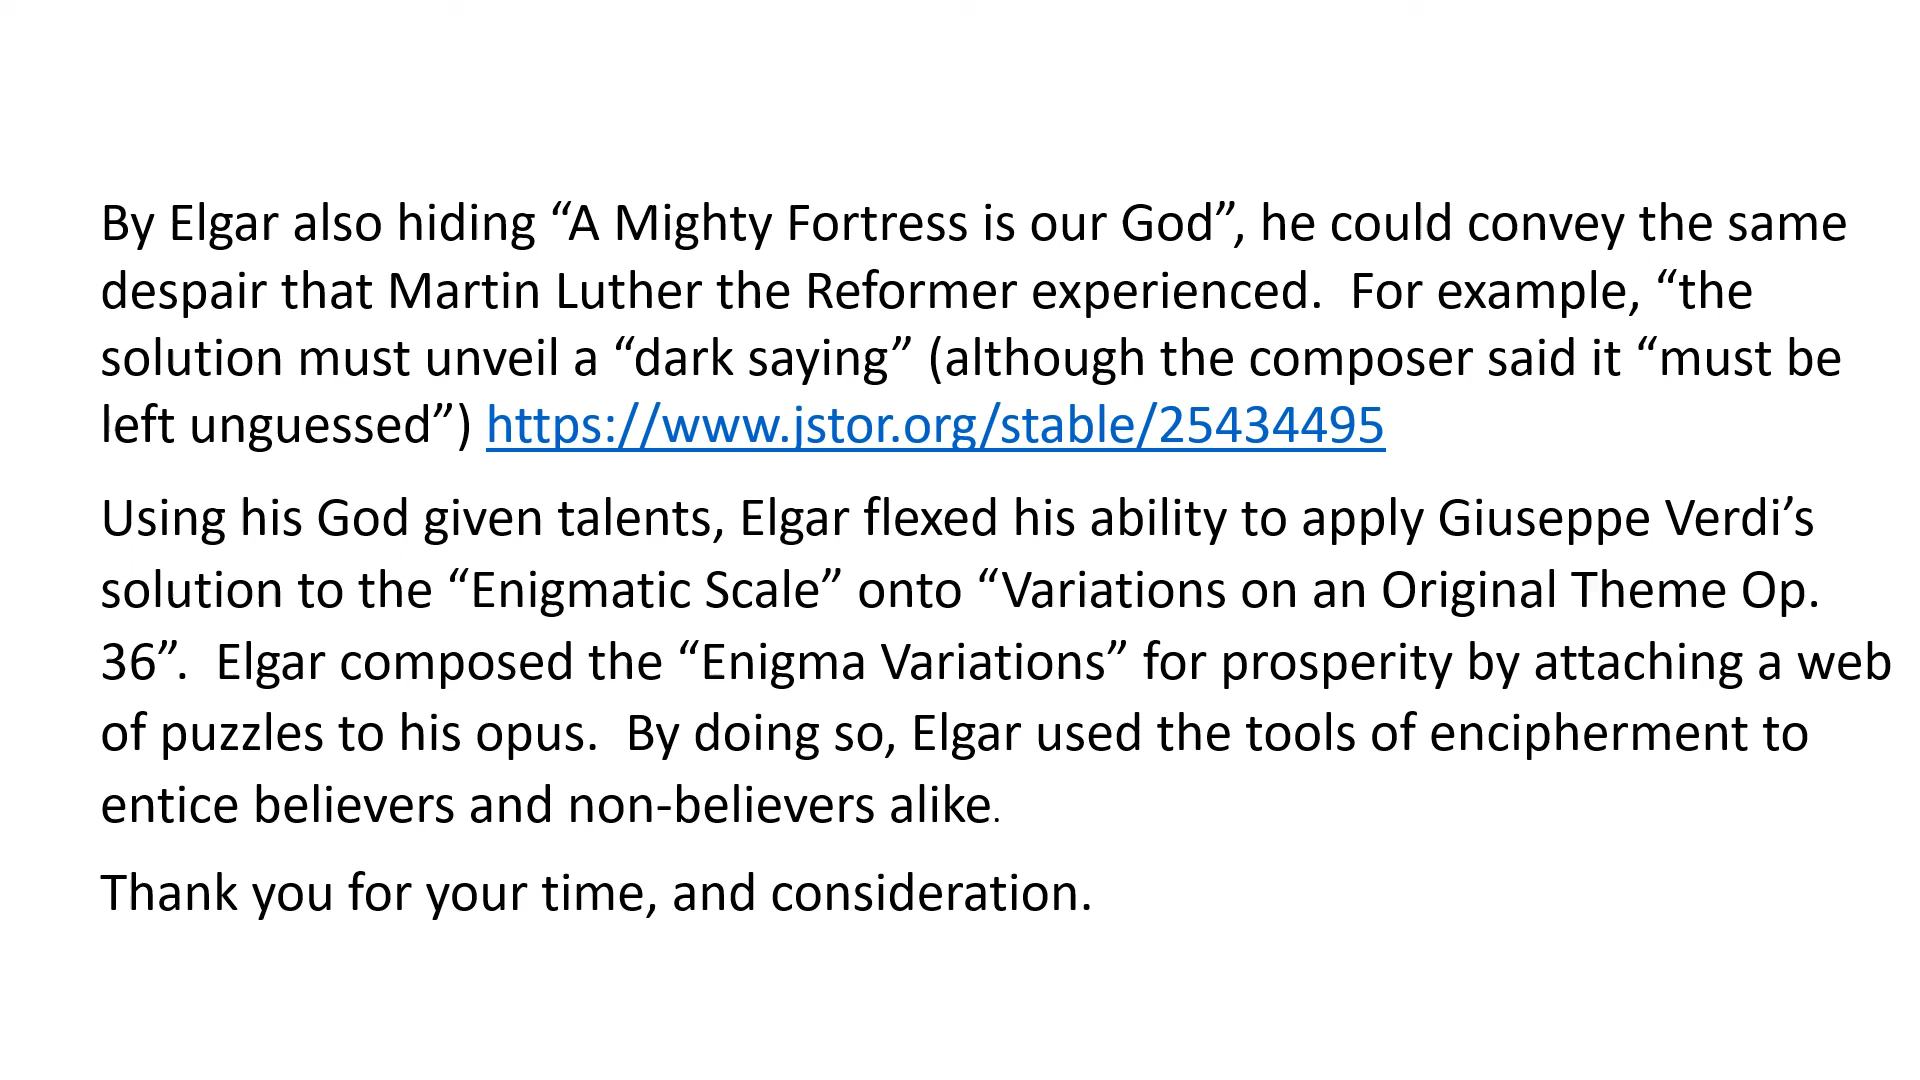 By Elgar also hiding “A Mighty Fortress is our God”, he could convey the same
despair that Martin Luther the Reformer experienced.  For example, “the
solution must unveil a “dark saying” (although the composer said it “must be
left unguessed”) https://www.jstor.org/stable/25434495
Using his God given talents, Elgar flexed his ability to apply Giuseppe Verdi’s
solution to the “Enigmatic Scale” onto “Variations on an Original Theme Op.
36”.  Elgar composed the “Enigma Variations” for prosperity by attaching a web
of puzzles to his opus.  By doing so, Elgar used the tools of encipherment to
entice believers and non-believers alike.
Thank you for your time, and consideration.